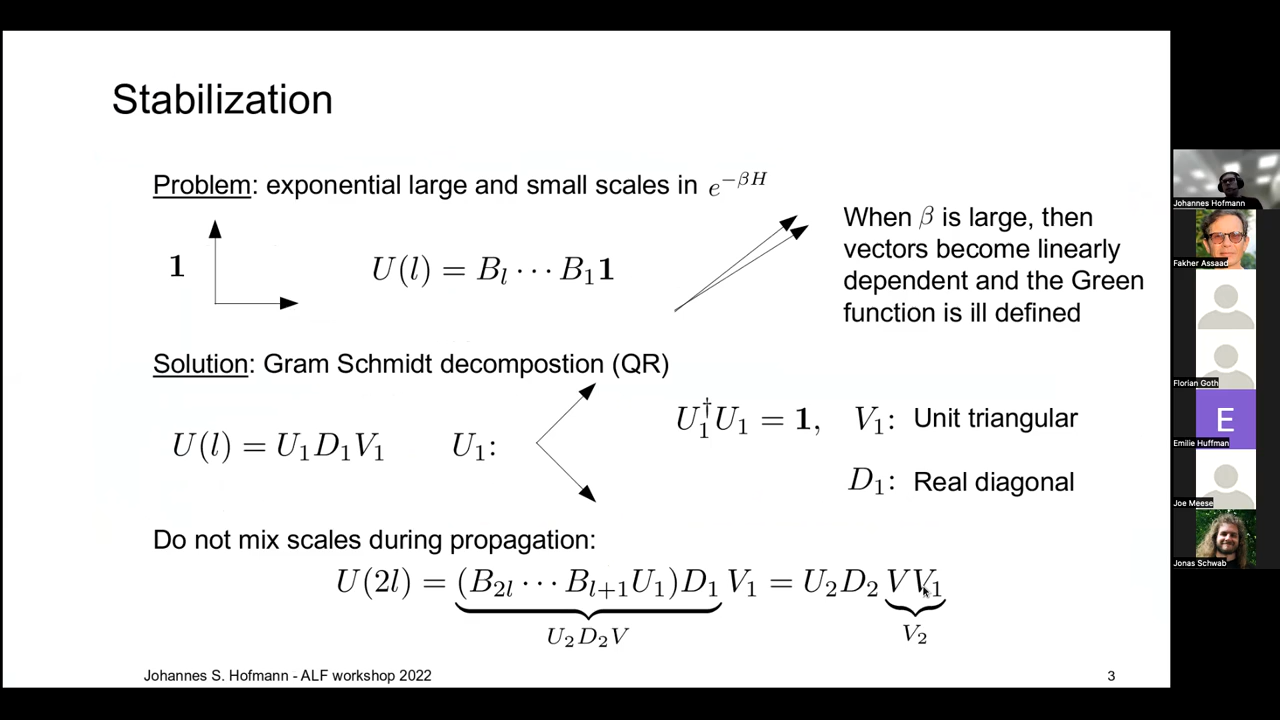 Stabilization
Problem: exponential large and small scales in e^{-βH}
1
U(l) = B_l ⋯ B_1 1
When β is large, then
vectors become linearly
dependent and the Green
function is ill defined
Solution: Gram Schmidt decompostion (QR)
U(l) = U_1 D_1 V_1
U_1:
U_1^† U_1 = 1, V_1: Unit triangular
D_1: Real diagonal
Do not mix scales during propagation:
U(2l) = (B_{2l} ⋯ B_{l+1} U_1) D_1 V_1 = U_2 D_2 V V_1
U_2 D_2 V
V_2
Johannes S. Hofmann - ALF workshop 2022
3
Johannes Hofmann
Fakher Assaad
Florian Goth
E
Emilie Huffman
Joe Meese
Jonas Schwab